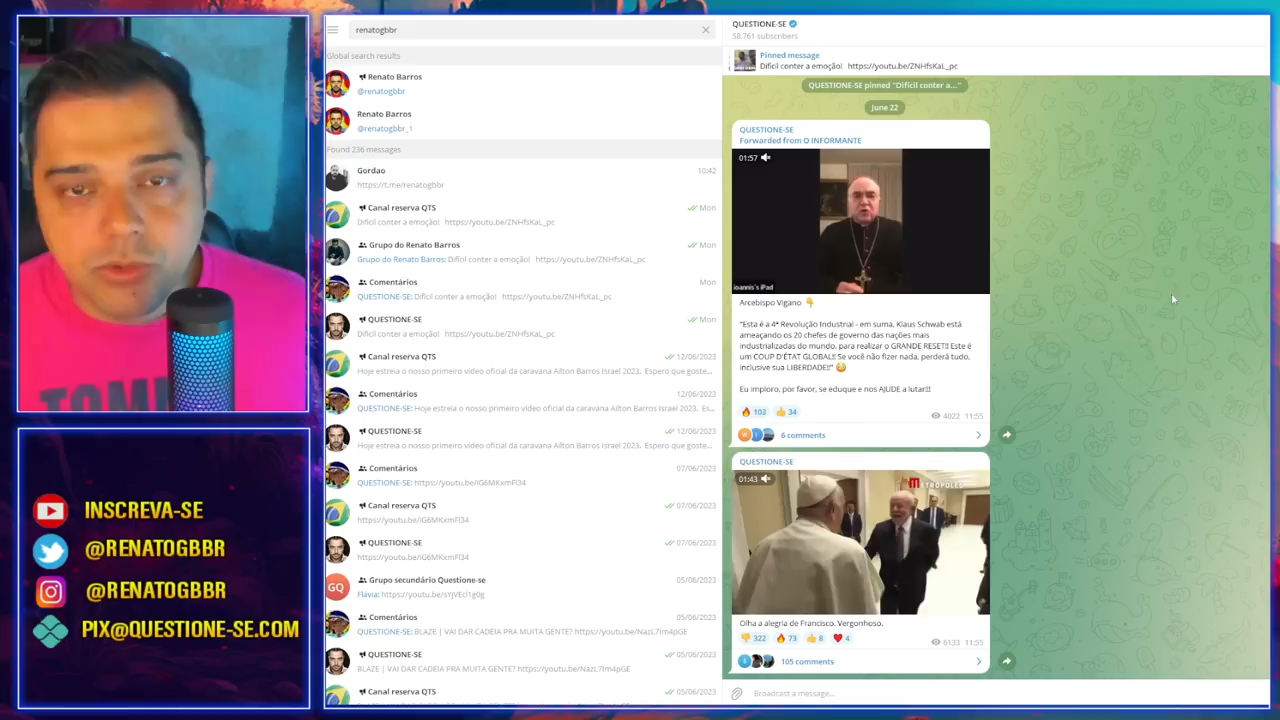 INSCREVA-SE
@RENATOGBBR
@RENATOGBBR
PIX@QUESTIONE-SE.COM
renatogbbr
Global search results
Renato Barros
@renatogbbr
Renato Barros
@renatogbbr_1
Found 236 messages
Gordao 10:42
https://t.me/renatogbbr
Canal reserva QTS Mon
Difícil conter a emoção! https://youtu.be/ZNHfsKaL_pc
Grupo do Renato Barros
Grupo do Renato Barros: Difícil conter a emoção! https://youtu.be/ZNHfsKaL_pc
Comentários Mon
QUESTIONE-SE: Difícil conter a emoção! https://youtu.be/ZNHfsKaL_pc
QUESTIONE-SE Mon
Difícil conter a emoção! https://youtu.be/ZNHfsKaL_pc
Canal reserva QTS 12/06/2023
Hoje estreia o nosso primeiro vídeo oficial da caravana Ailton Barros Israel 2023. Espero que goste...
Comentários 12/06/2023
QUESTIONE-SE: Hoje estreia o nosso primeiro vídeo oficial da caravana Ailton Barros Israel 2023. Es...
QUESTIONE-SE 12/06/2023
Hoje estreia o nosso primeiro vídeo oficial da caravana Ailton Barros Israel 2023. Espero que goste...
Comentários 07/06/2023
QUESTIONE-SE: https://youtu.be/iG6MKxmFl34
Canal reserva QTS 07/06/2023
https://youtu.be/iG6MKxmFl34
QUESTIONE-SE 07/06/2023
https://youtu.be/iG6MKxmFl34
GQ
Grupo secundário Questione-se 05/06/2023
Flávia: https://youtu.be/sYJVEcl1g0g
Comentários 05/06/2023
QUESTIONE-SE: BLAZE | VAI DAR CADEIA PRA MUITA GENTE? https://youtu.be/NazL7Im4pGE
QUESTIONE-SE 05/06/2023
BLAZE | VAI DAR CADEIA PRA MUITA GENTE? https://youtu.be/NazL7Im4pGE
Canal reserva QTS 05/06/2023
QUESTIONE-SE
58,761 subscribers
Pinned message
Difícil conter a emoção! https://youtu.be/ZNHfsKaL_pc
QUESTIONE-SE pinned "Difícil conter a..."
June 22
QUESTIONE-SE
Forwarded from O INFORMANTE
01:57
ioannis's iPad
Arcebispo Vigano 👇
"Esta é a 4ª Revolução Industrial - em suma, Klaus Schwab está
ameaçando os 20 chefes de governo das nações mais
industrializadas do mundo, para realizar o GRANDE RESET!! Este é
um COUP D'ÉTAT GLOBAL!! Se você não fizer nada, perderá tudo,
inclusive sua LIBERDADE!!" 😳
Eu imploro, por favor, se eduque e nos AJUDE a lutar!!!
🔥 103 👍 34 4022 11:55
6 comments
QUESTIONE-SE
01:43
METRÓPOLES
Olha a alegria de Francisco. Vergonhoso.
👎 322 🔥 73 👍 8 ❤ 4 6133 11:55
105 comments
Broadcast a message...